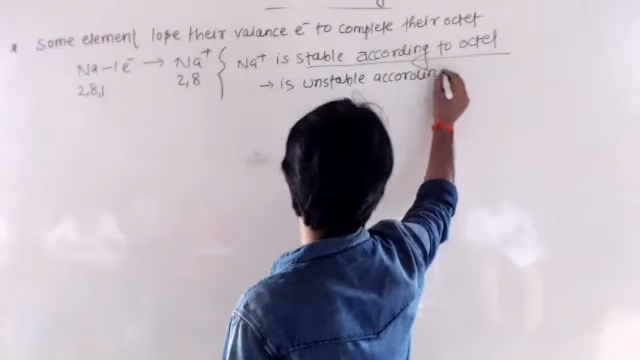 * some element lose their valance e⁻ to complete their octet
Na - 1e⁻ → Na⁺ { Na⁺ is stable according to octet
2,8,1 2,8 → is unstable accordin